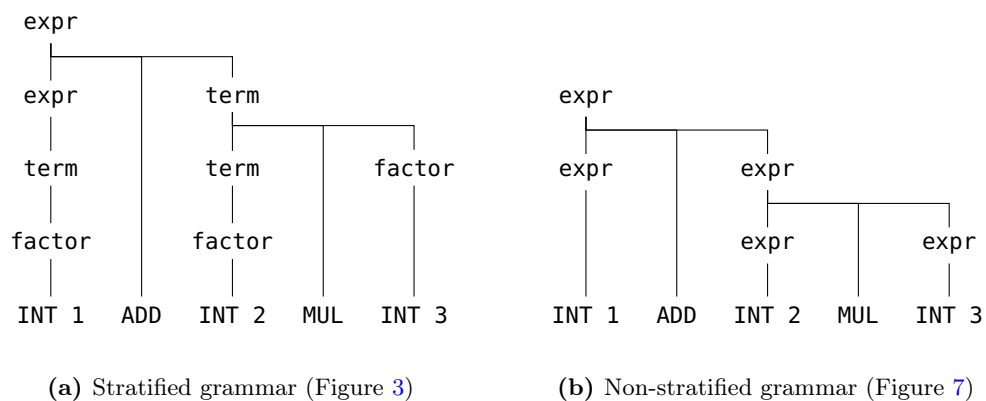 expr
expr term expr
term term factor expr expr
factor factor expr expr
INT 1 ADD INT 2 MUL INT 3 INT 1 ADD INT 2 MUL INT 3
(a) Stratified grammar (Figure 3) (b) Non-stratified grammar (Figure 7)